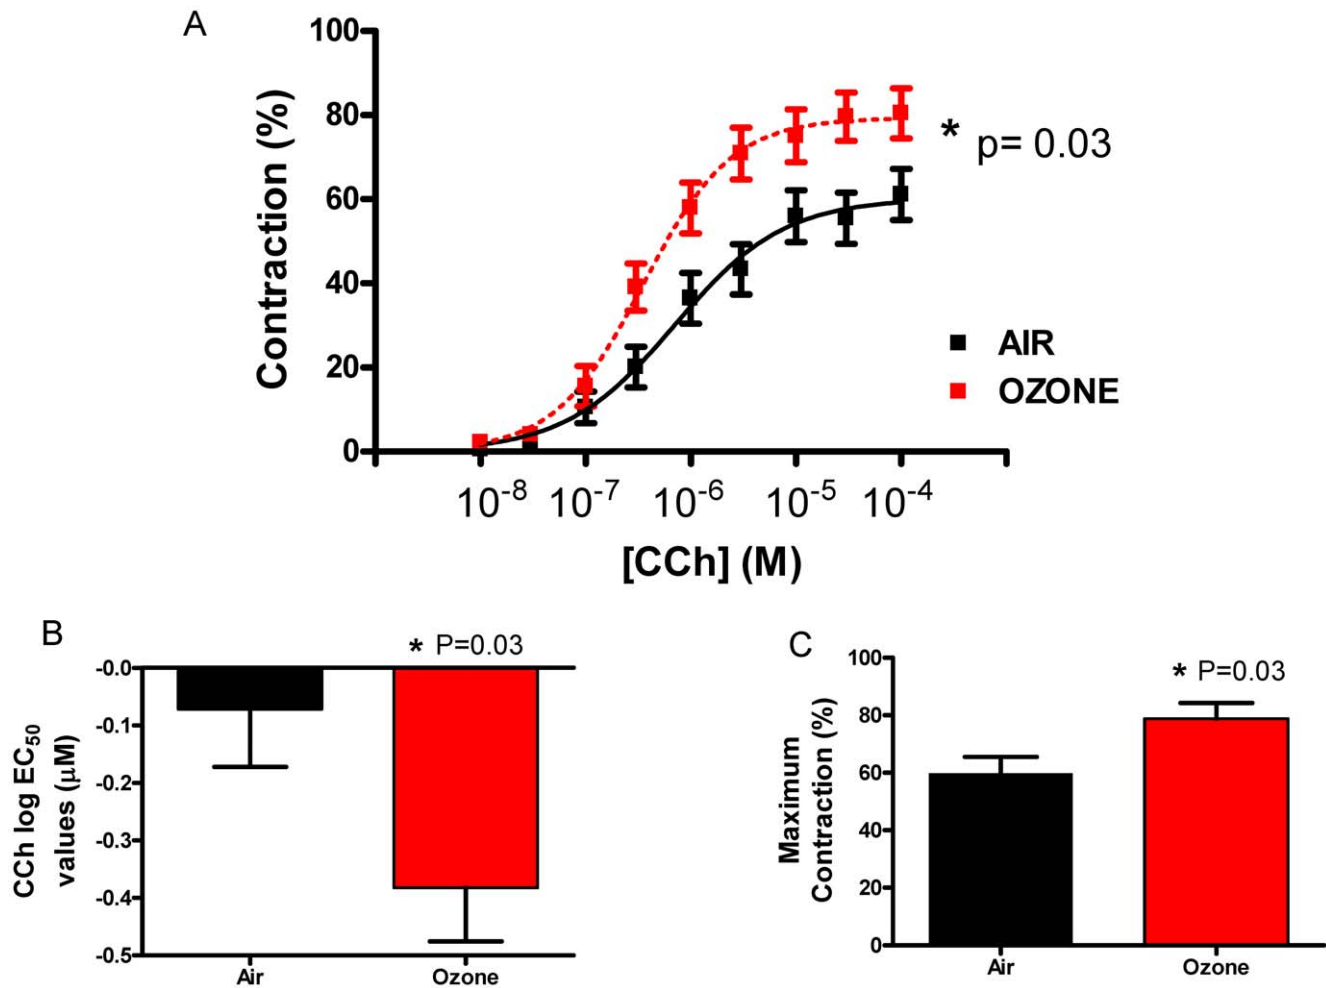 A
100
80
60
40
20
0
Contraction (%)
* p= 0.03
AIR
OZONE
10-8 10-7 10-6 10-5 10-4
[CCh] (M)
B
* P=0.03
-0.0
-0.1
-0.2
-0.3
-0.4
-0.5
CCh log EC50
values (μM)
Air Ozone
C
* P=0.03
100
80
60
40
20
0
Maximum
Contraction (%)
Air Ozone